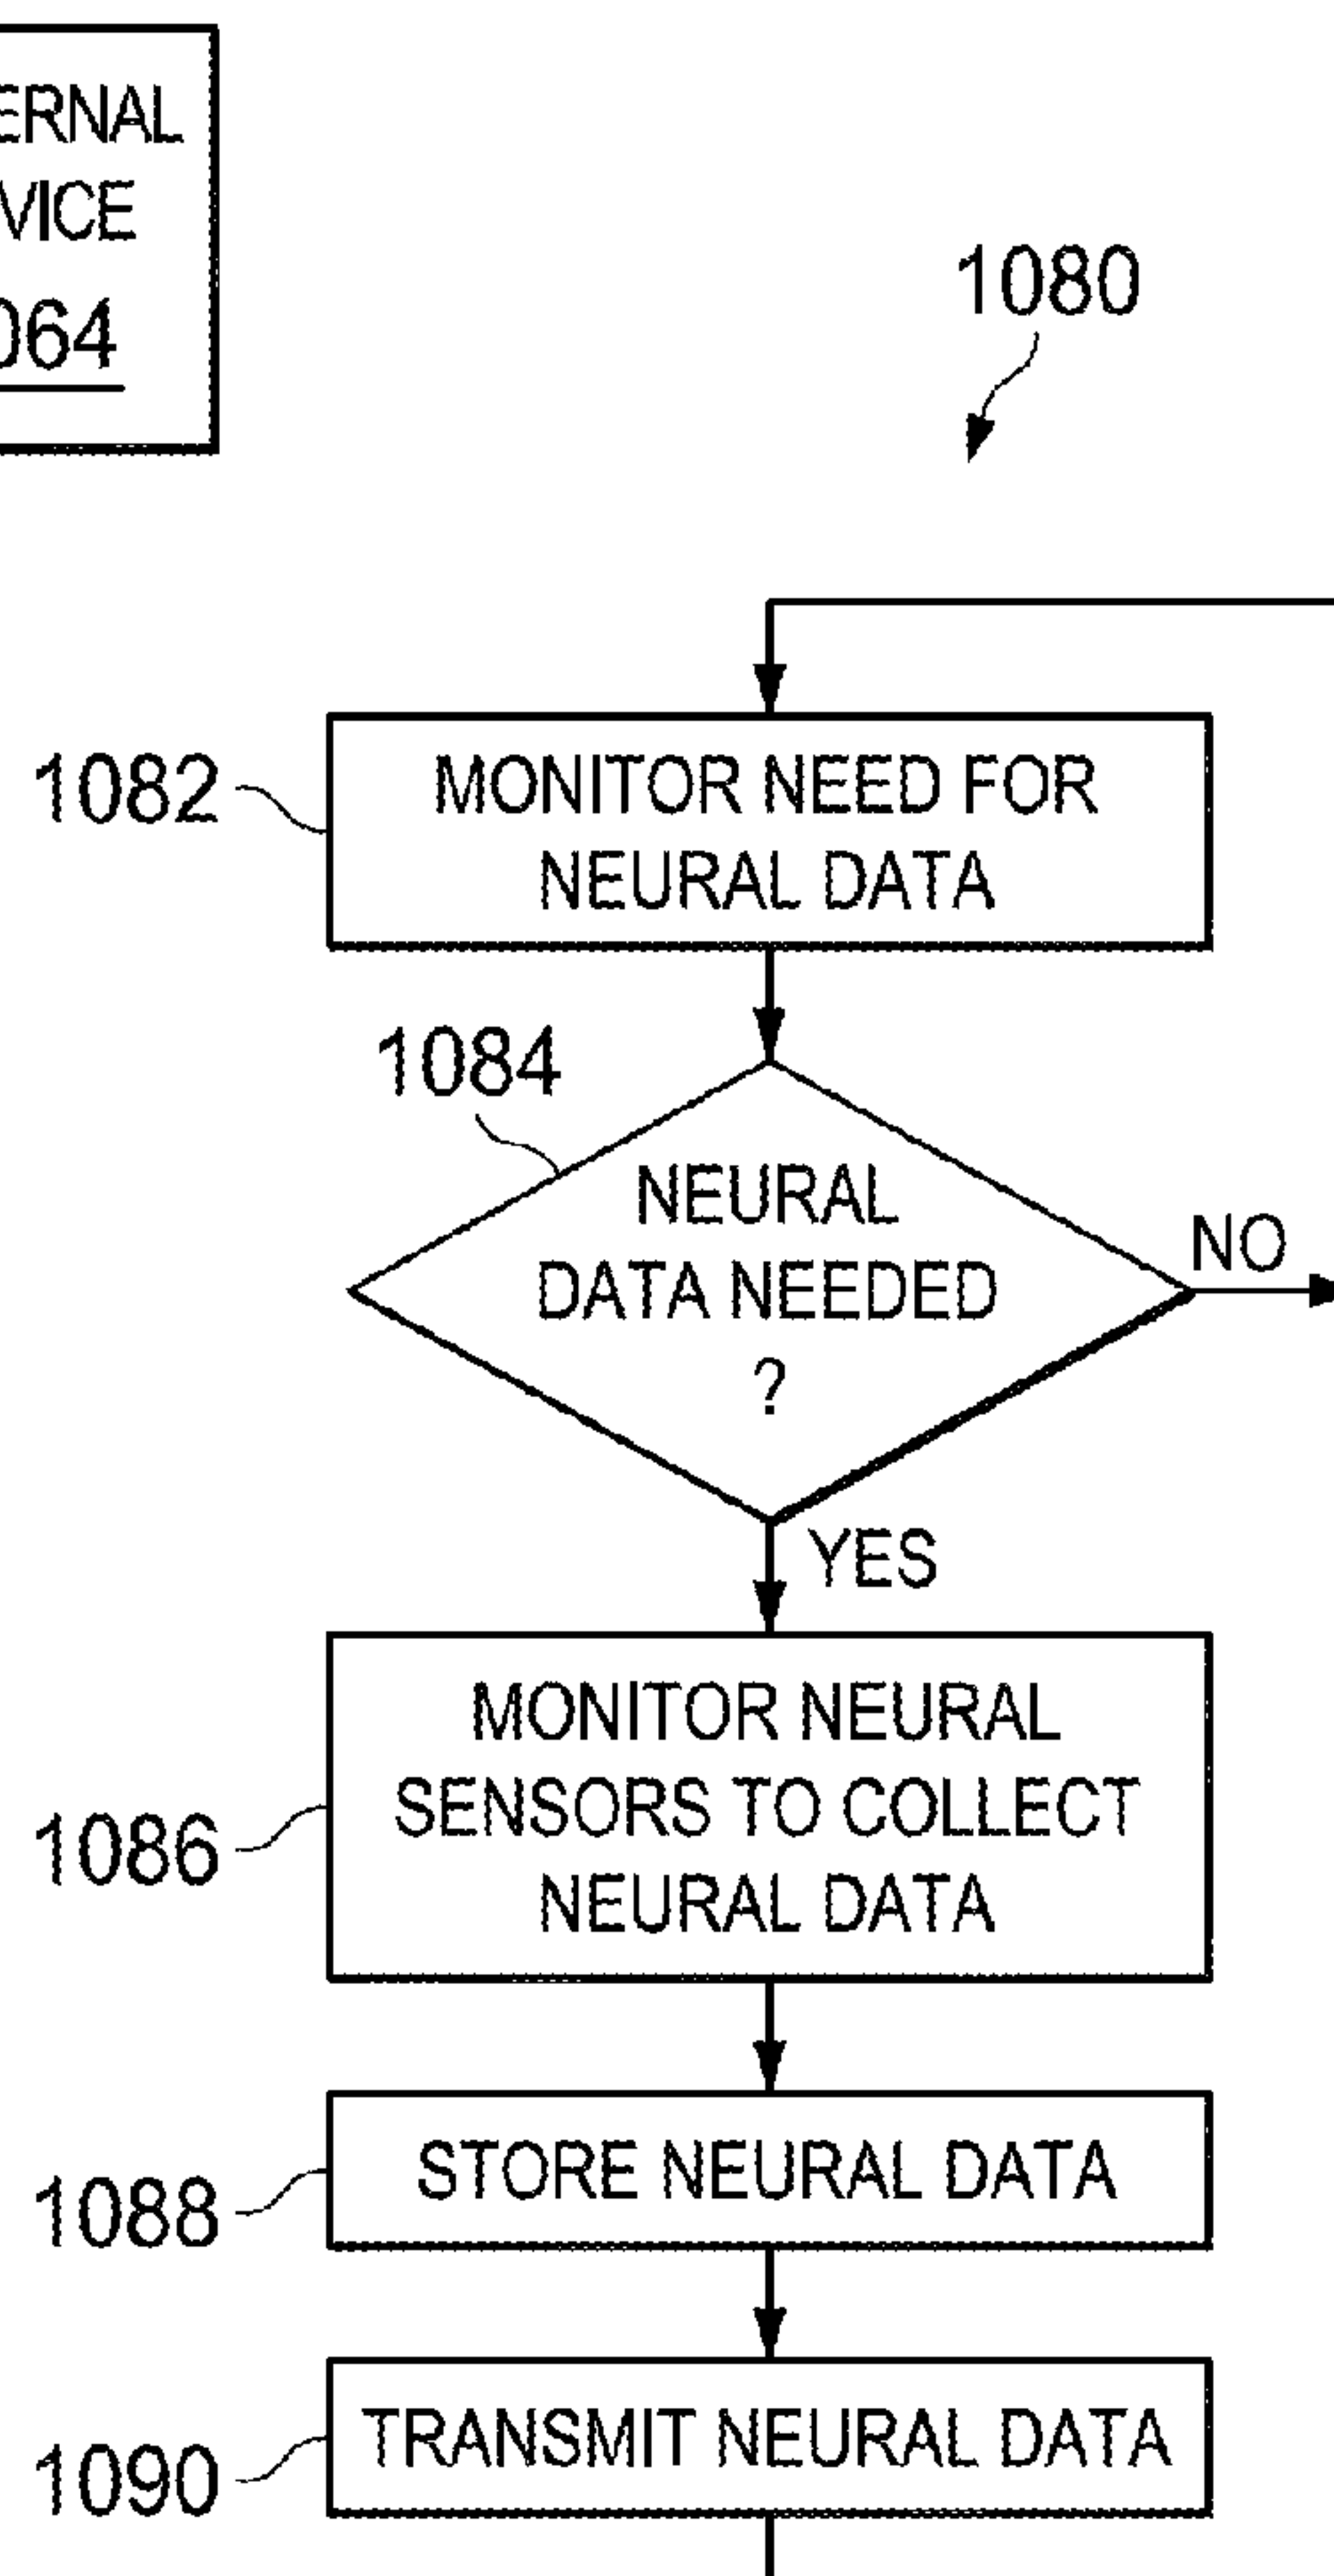 ERNAL
VICE
064
1080
1082
MONITOR NEED FOR
NEURAL DATA
1084
NEURAL
DATA NEEDED
?
NO
YES
MONITOR NEURAL
SENSORS TO COLLECT
NEURAL DATA
1086
STORE NEURAL DATA
1088
TRANSMIT NEURAL DATA
1090